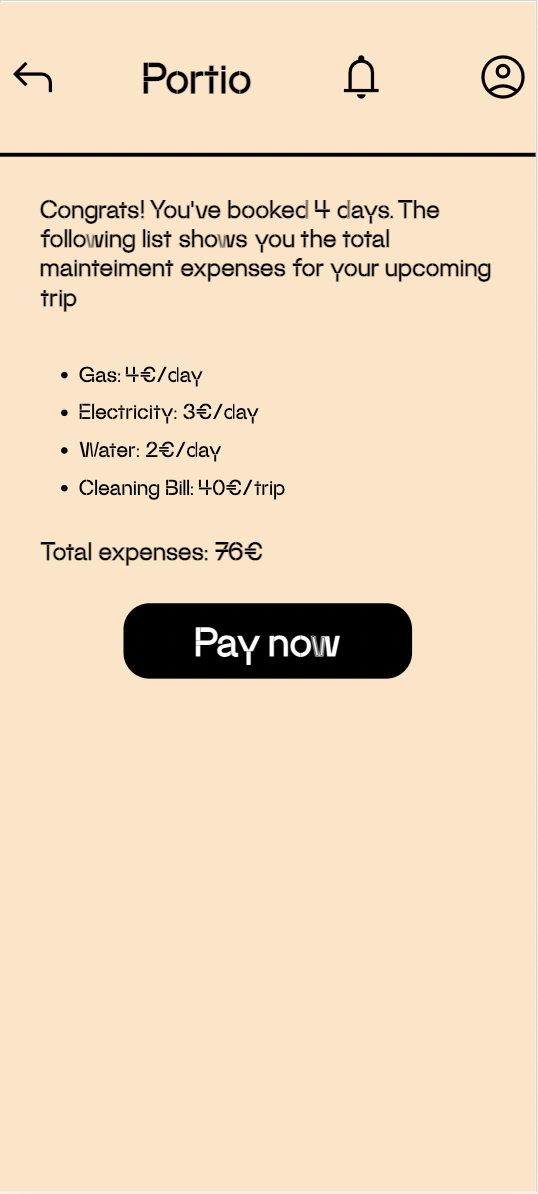 Portio
Congrats! You've booked 4 days. The
following list shows you the total
mainteiment expenses for your upcoming
trip
• Gas: 4€/day
• Electricity: 3€/day
• Water: 2€/day
• Cleaning Bill: 40€/trip
Total expenses: 76€
Pay now